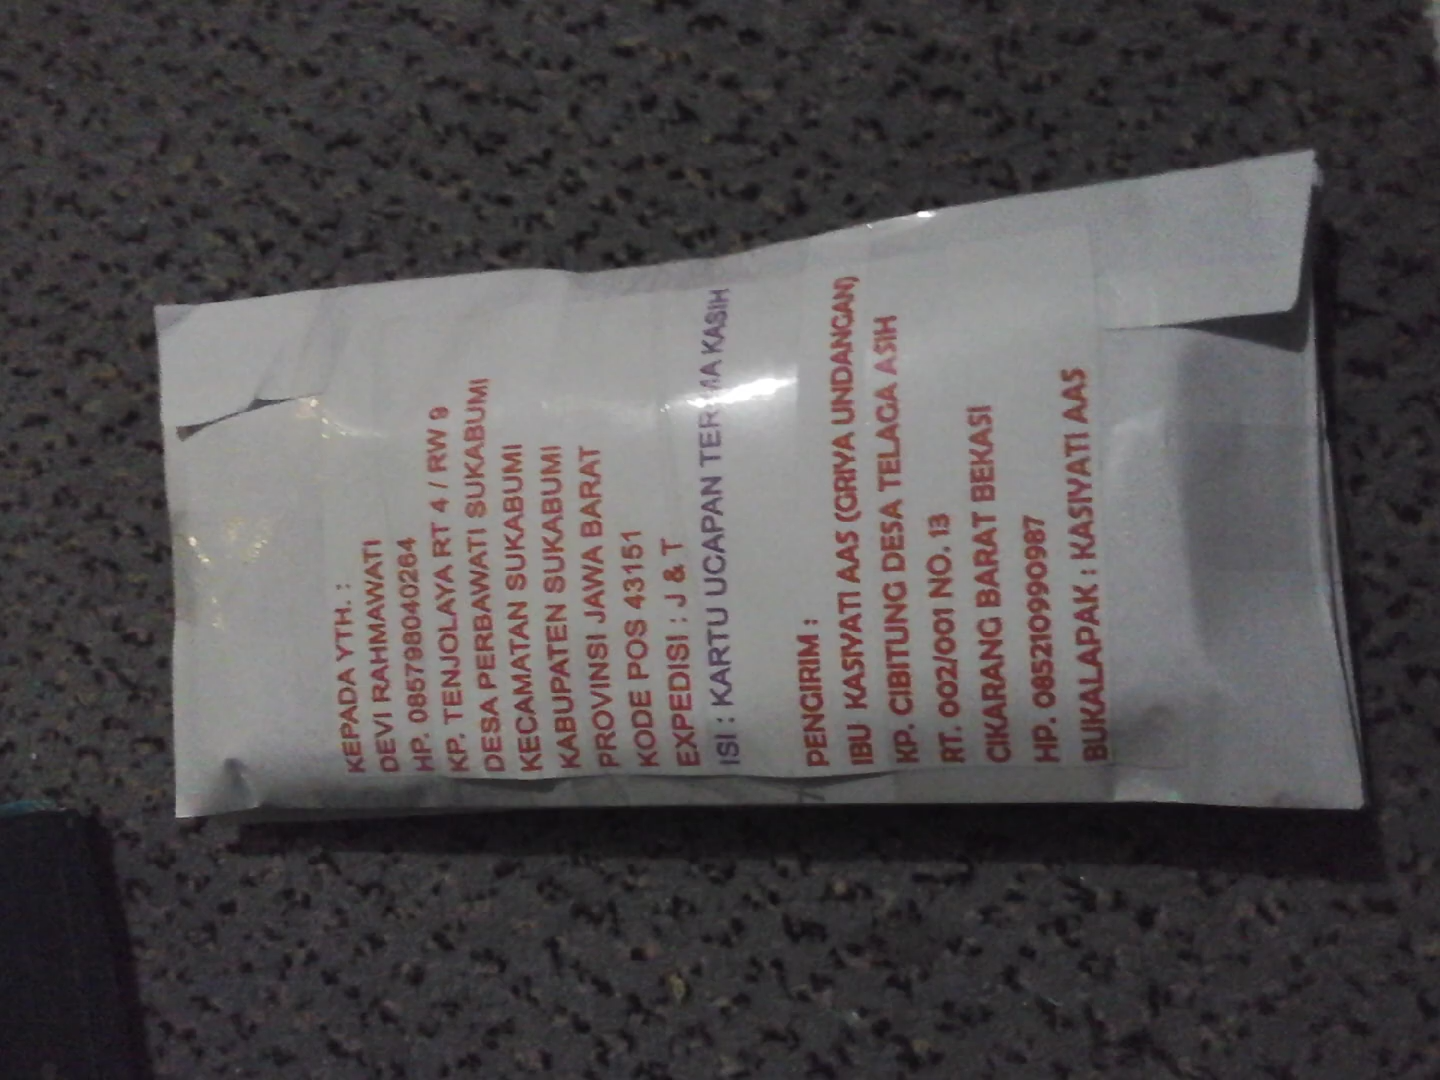 KEPADA YTH. :
DEVI RAHMAWATI
HP. 085798040264
KP. TENJOLAYA RT 4 / RW 9
DESA PERBAWATI SUKABUMI
KECAMATAN SUKABUMI
KABUPATEN SUKABUMI
PROVINSI JAWA BARAT
KODE POS 43151
EXPEDISI : J & T
ISI : KARTU UCAPAN TERIMA KASIH
PENGIRIM :
IBU KASIYATI AAS (GRIYA UNDANGAN)
KP. CIBITUNG DESA TELAGA ASIH
RT. 002/001 NO. 13
CIKARANG BARAT BEKASI
HP. 085210990987
BUKALAPAK : KASIYATI AAS